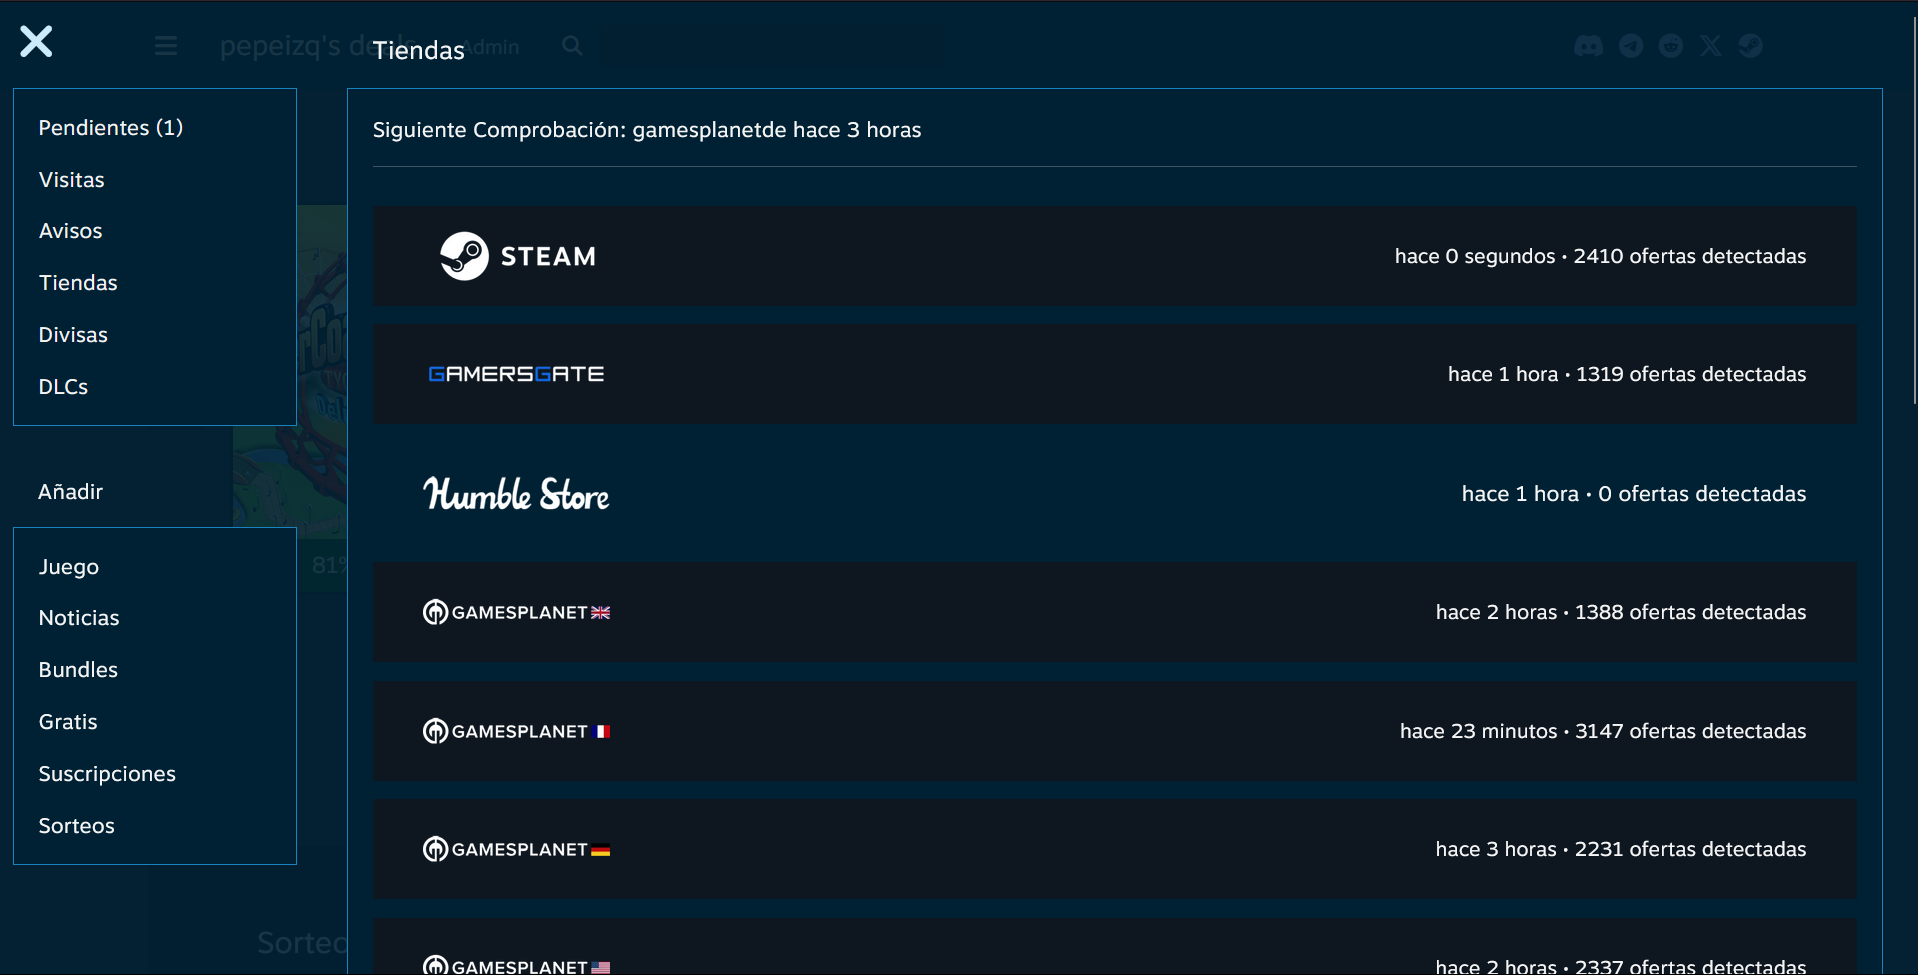 pepeizq's deals
Admin
Tiendas
Pendientes (1)
Visitas
Avisos
Tiendas
Divisas
DLCs
Añadir
Juego
Noticias
Bundles
Gratis
Suscripciones
Sorteos
81%
Sorteo
Siguiente Comprobación: gamesplanetde hace 3 horas
STEAM
hace 0 segundos • 2410 ofertas detectadas
GAMERSGATE
hace 1 hora • 1319 ofertas detectadas
Humble Store
hace 1 hora • 0 ofertas detectadas
GAMESPLANET
hace 2 horas • 1388 ofertas detectadas
GAMESPLANET
hace 23 minutos • 3147 ofertas detectadas
GAMESPLANET
hace 3 horas • 2231 ofertas detectadas
GAMESPLANET
hace 2 horas • 2337 ofertas detectadas